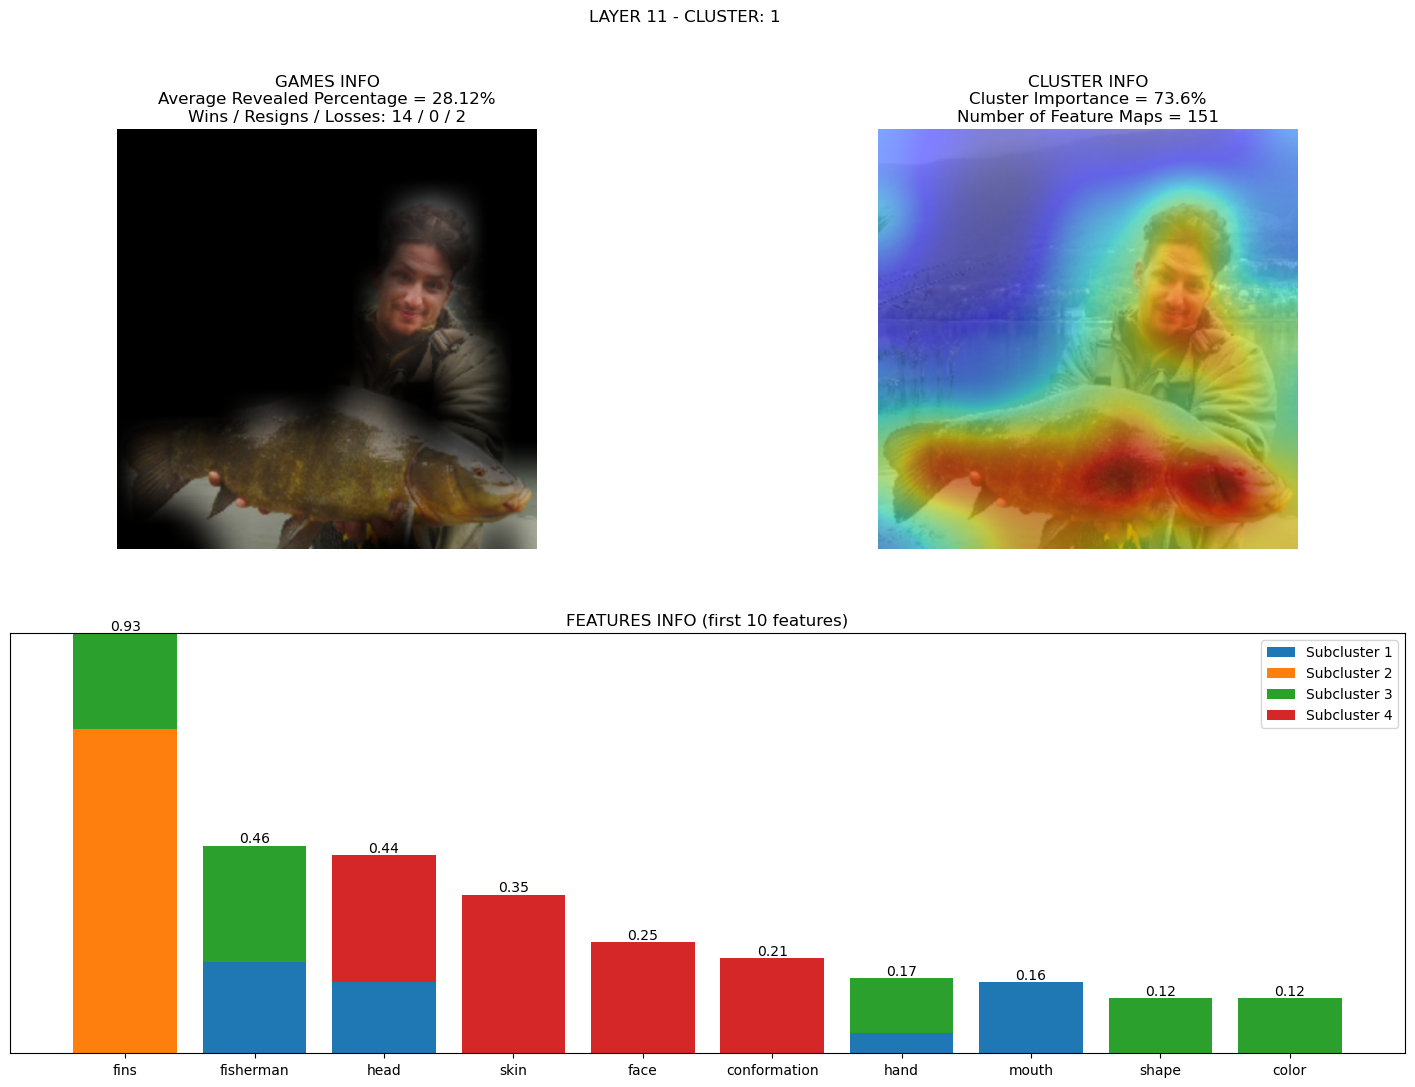 LAYER 11 - CLUSTER: 1
GAMES INFO
Average Revealed Percentage = 28.12%
Wins / Resigns / Losses: 14 / 0 / 2
CLUSTER INFO
Cluster Importance = 73.6%
Number of Feature Maps = 151
FEATURES INFO (first 10 features)
0.93
0.46
0.44
0.35
0.25
0.21
0.17
0.16
0.12
0.12
Subcluster 1
Subcluster 2
Subcluster 3
Subcluster 4
fins
fisherman
head
skin
face
conformation
hand
mouth
shape
color